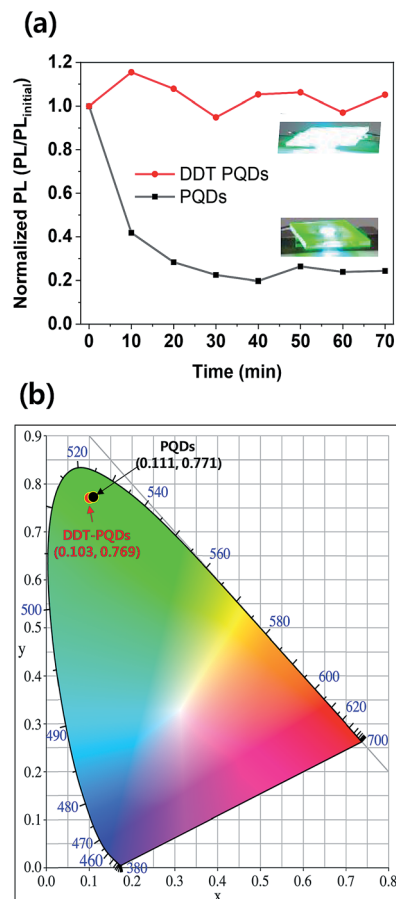 (a)
1.2
1.0
0.8
0.6
0.4
0.2
0.0
Normalized PL (PL/PLinitial)
DDT PQDs
PQDs
0 10 20 30 40 50 60 70
Time (min)
(b)
0.9
0.8
0.7
0.6
0.5
0.4
0.3
0.2
0.1
0.0
y
520
PQDs
(0.111, 0.771)
540
DDT-PQDs
(0.103, 0.769)
560
500
580
600
620
490
700
480
470
460
380
0.0 0.1 0.2 0.3 0.4 0.5 0.6 0.7 0.8
x